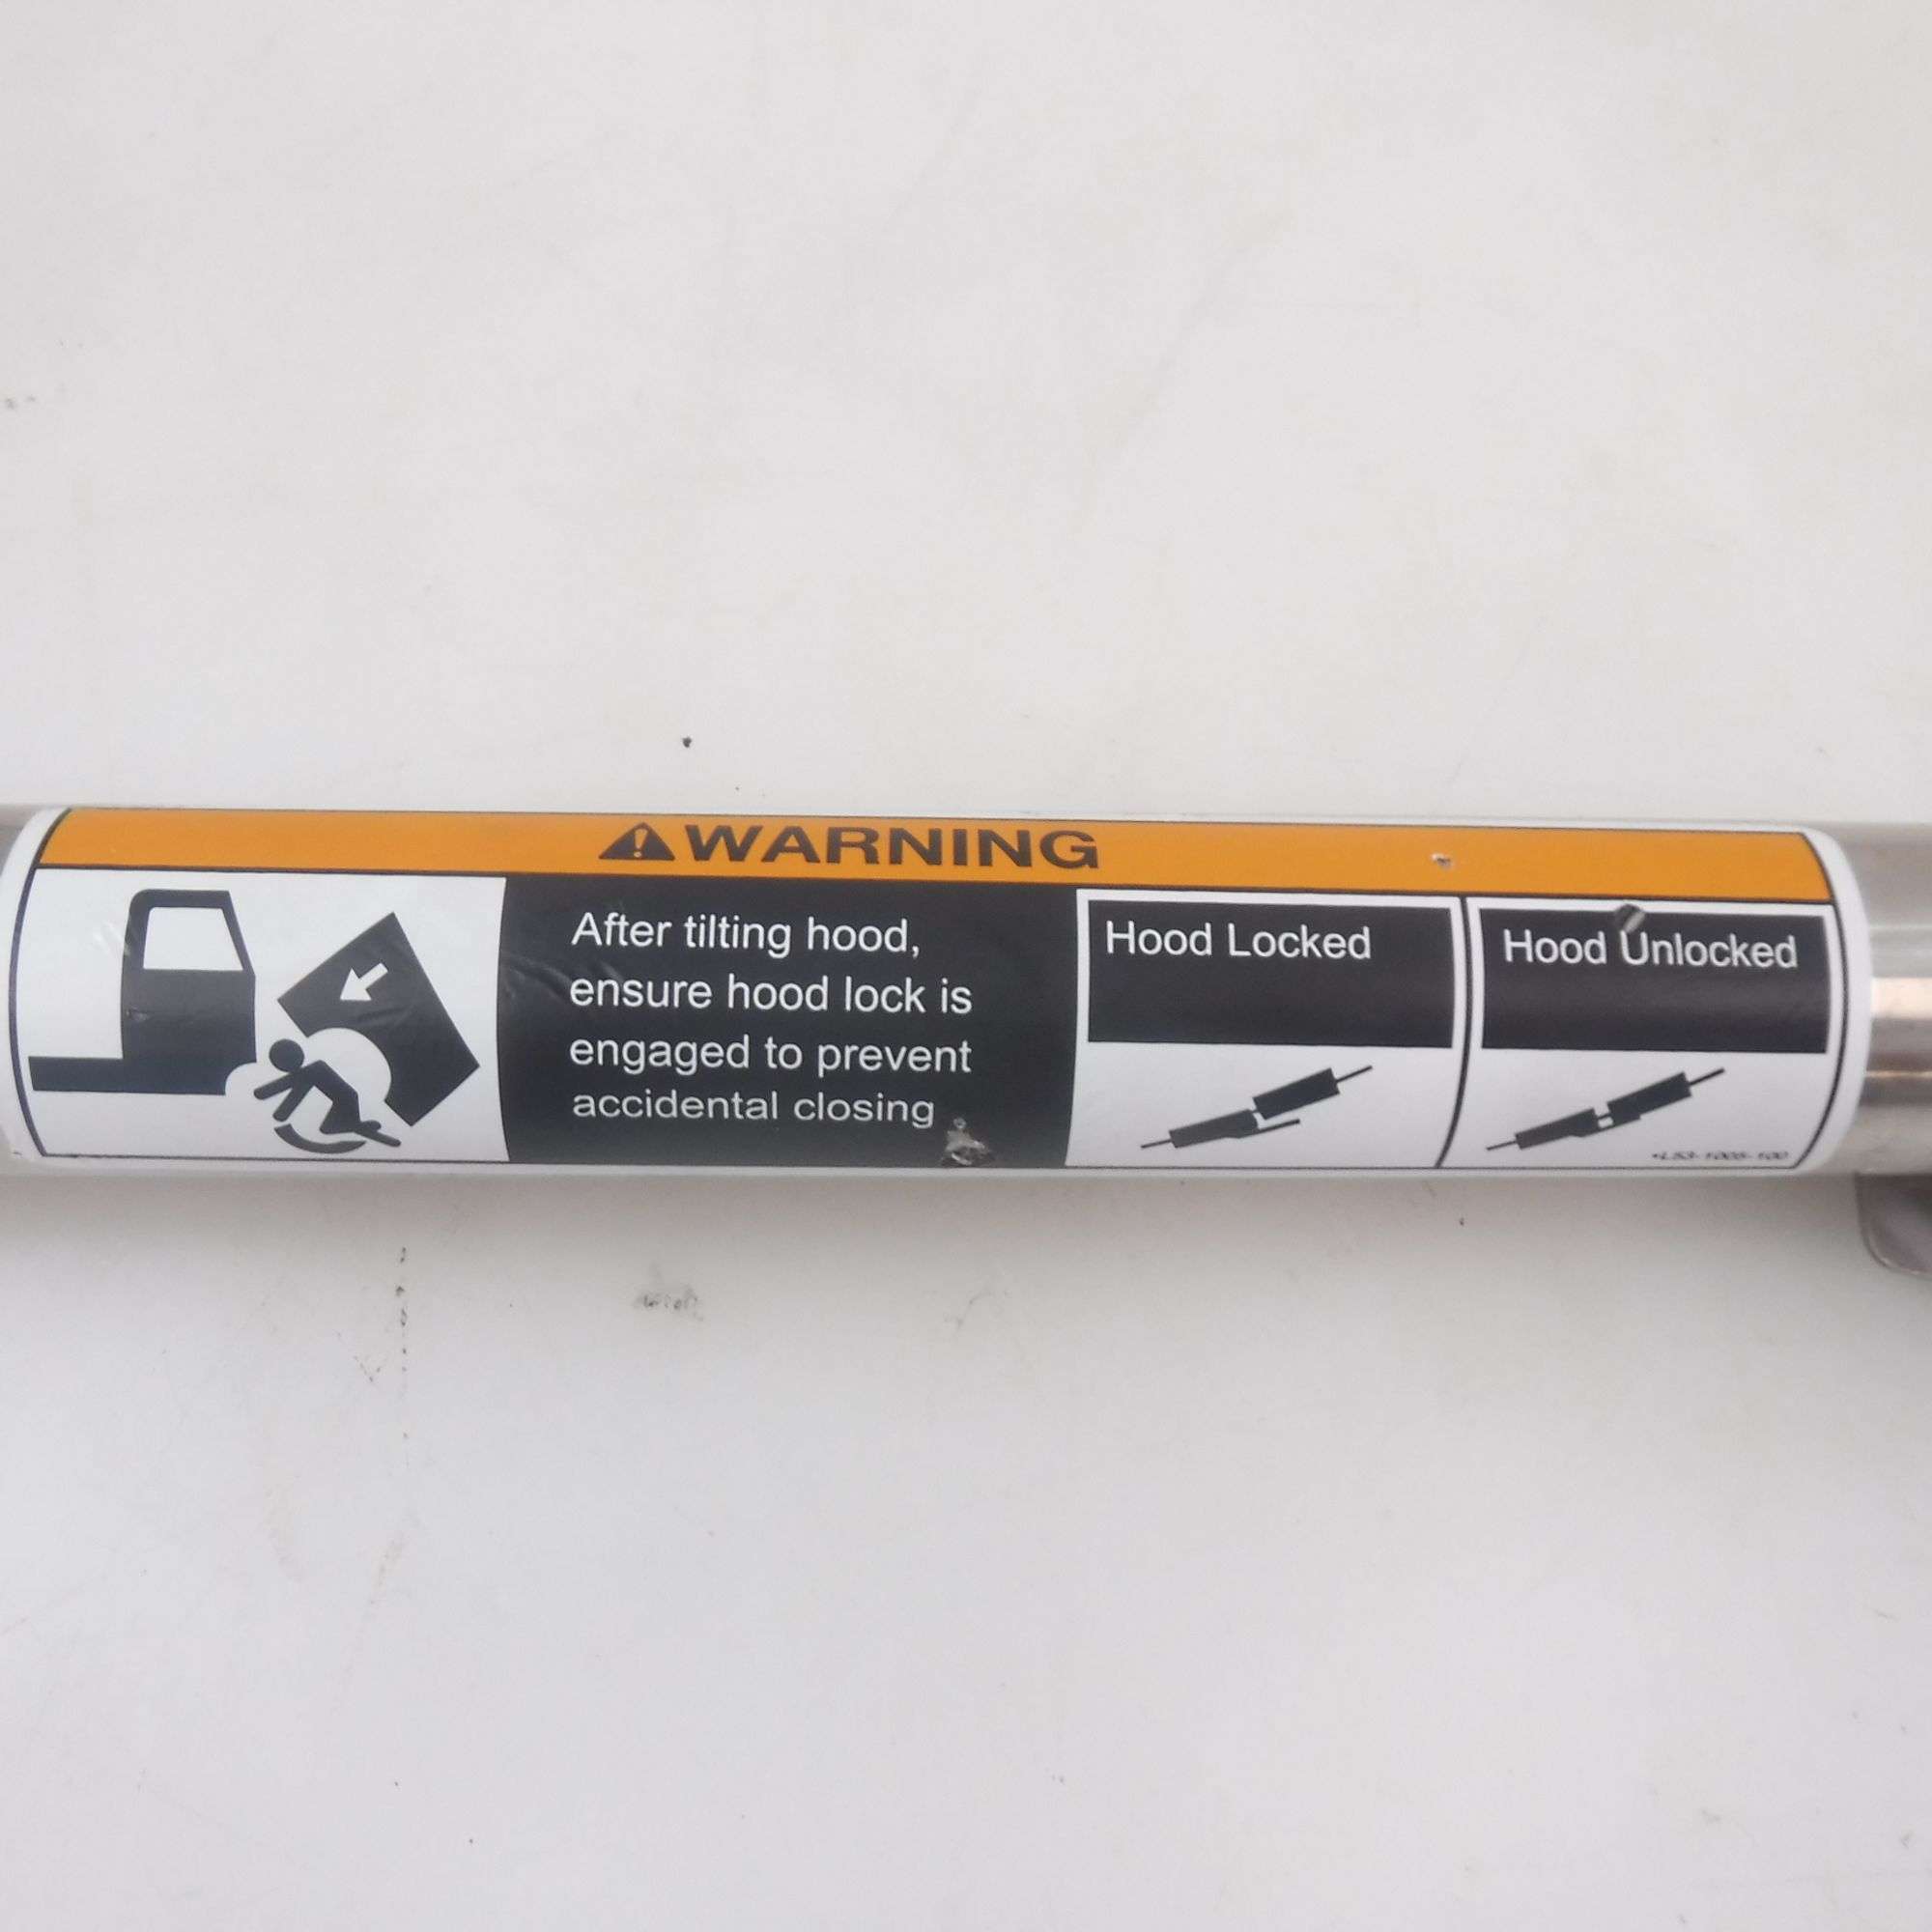 WARNING
After tilting hood,
ensure hood lock is
engaged to prevent
accidental closing
Hood Locked
Hood Unlocked